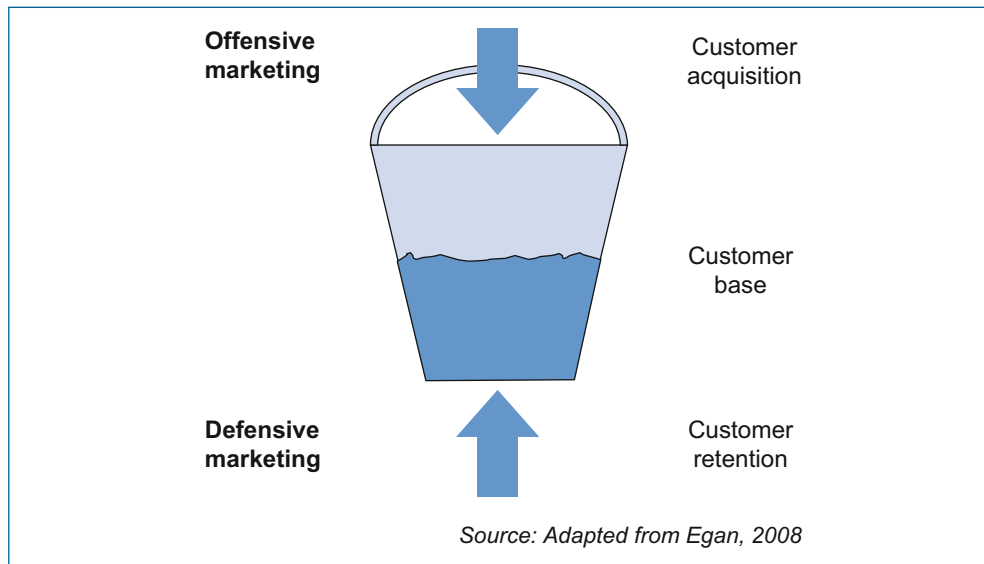 Offensive
marketing
Customer
acquisition
Customer
base
Defensive
marketing
Customer
retention
Source: Adapted from Egan, 2008